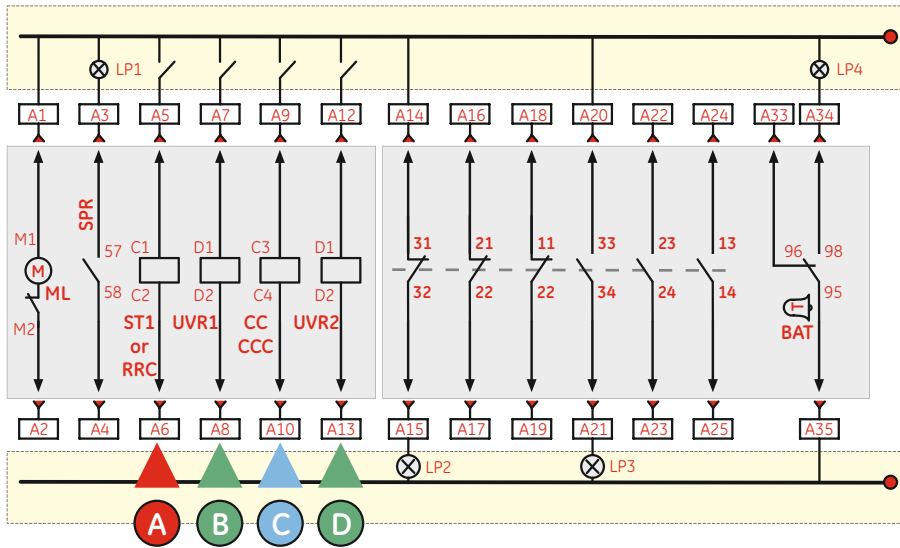 LP1
LP4
A1 A3 A5 A7 A9 A12 A14 A16 A18 A20 A22 A24 A33 A34
SPR
M1 57 C1 D1 C3 D1 31 21 11 33 23 13 96 98
M
ML 58 C2 D2 C4 D2 32 22 22 34 24 14 95
M2
T
ST1 UVR1 CC UVR2 BAT
or CCC
RRC
A2 A4 A6 A8 A10 A13 A15 A17 A19 A21 A23 A25 A35
LP2 LP3
A B C D